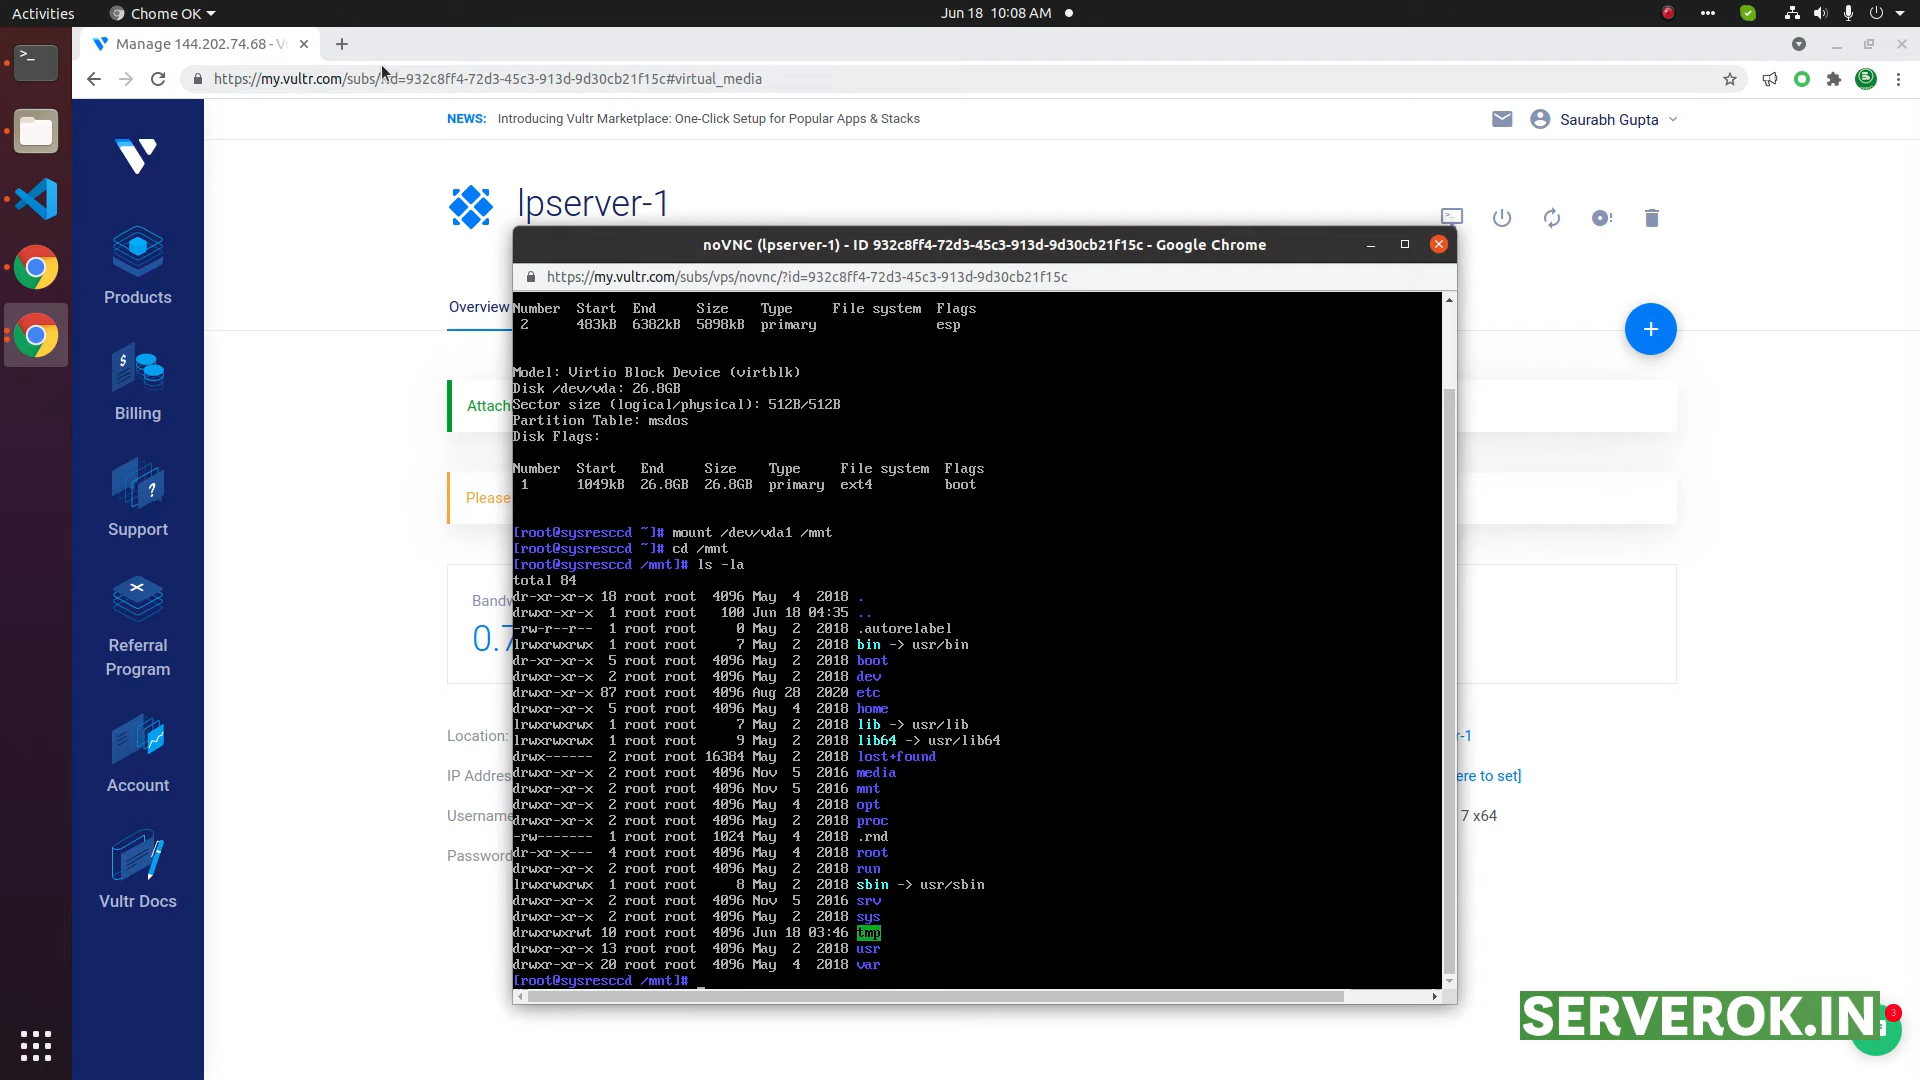 Activities
Chome OK
Jun 18 10:08 AM
Manage 144.202.74.68 - V
https://my.vultr.com/subs/?id=932c8ff4-72d3-45c3-913d-9d30cb21f15c#virtual_media
NEWS: Introducing Vultr Marketplace: One-Click Setup for Popular Apps & Stacks
Saurabh Gupta
Products
Billing
Support
Referral
Program
Account
Vultr Docs
lpserver-1
Overview
Attach
Please
Bandw
0.7
Location:
IP Addres
Username
Password
r-1
ere to set]
7 x64
noVNC (lpserver-1) - ID 932c8ff4-72d3-45c3-913d-9d30cb21f15c - Google Chrome
https://my.vultr.com/subs/vps/novnc/?id=932c8ff4-72d3-45c3-913d-9d30cb21f15c
Number Start End Size Type File system Flags
2 483kB 6382kB 5898kB primary esp
Model: Virtio Block Device (virtblk)
Disk /dev/vda: 26.8GB
Sector size (logical/physical): 512B/512B
Partition Table: msdos
Disk Flags:
Number Start End Size Type File system Flags
1 1049kB 26.8GB 26.8GB primary ext4 boot
[root@sysresccd ~]# mount /dev/vda1 /mnt
[root@sysresccd ~]# cd /mnt
[root@sysresccd /mnt]# ls -la
total 84
dr-xr-xr-x 18 root root 4096 May 4 2018 .
drwxr-xr-x 1 root root 100 Jun 18 04:35 ..
-rw-r--r-- 1 root root 0 May 2 2018 .autorelabel
lrwxrwxrwx 1 root root 7 May 2 2018 bin -> usr/bin
dr-xr-xr-x 5 root root 4096 May 2 2018 boot
drwxr-xr-x 2 root root 4096 May 2 2018 dev
drwxr-xr-x 87 root root 4096 Aug 28 2020 etc
drwxr-xr-x 5 root root 4096 May 4 2018 home
lrwxrwxrwx 1 root root 7 May 2 2018 lib -> usr/lib
lrwxrwxrwx 1 root root 9 May 2 2018 lib64 -> usr/lib64
drwx------ 2 root root 16384 May 2 2018 lost+found
drwxr-xr-x 2 root root 4096 Nov 5 2016 media
drwxr-xr-x 2 root root 4096 Nov 5 2016 mnt
drwxr-xr-x 2 root root 4096 May 4 2018 opt
drwxr-xr-x 2 root root 4096 May 2 2018 proc
-rw------- 1 root root 1024 May 4 2018 .rnd
dr-xr-x--- 4 root root 4096 May 4 2018 root
drwxr-xr-x 2 root root 4096 May 2 2018 run
lrwxrwxrwx 1 root root 8 May 2 2018 sbin -> usr/sbin
drwxr-xr-x 2 root root 4096 Nov 5 2016 srv
drwxr-xr-x 2 root root 4096 May 2 2018 sys
drwxrwxrwt 10 root root 4096 Jun 18 03:46 tmp
drwxr-xr-x 13 root root 4096 May 2 2018 usr
drwxr-xr-x 20 root root 4096 May 4 2018 var
[root@sysresccd /mnt]# _
SERVEROK.IN
3